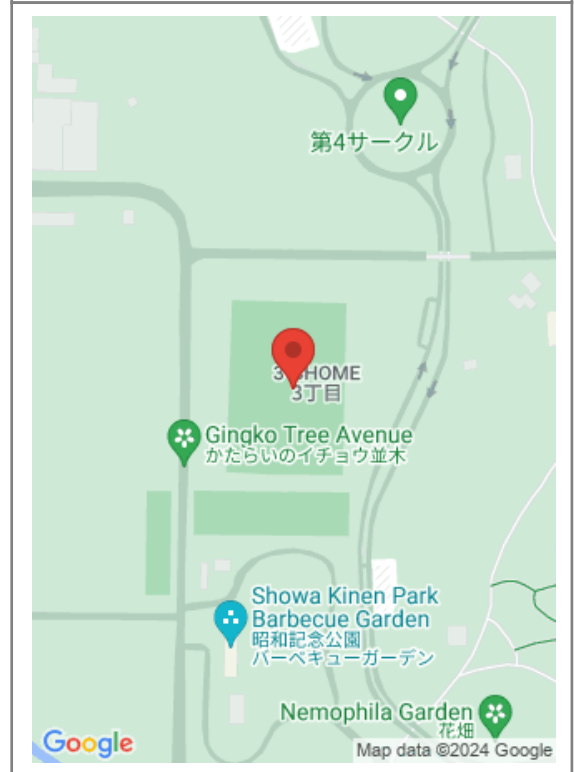 第4サークル
3 CHOME
3丁目
Gingko Tree Avenue
かたらいのイチョウ並木
Showa Kinen Park
Barbecue Garden
昭和記念公園
バーベキューガーデン
Nemophila Garden
花畑
Google
Map data ©2024 Google